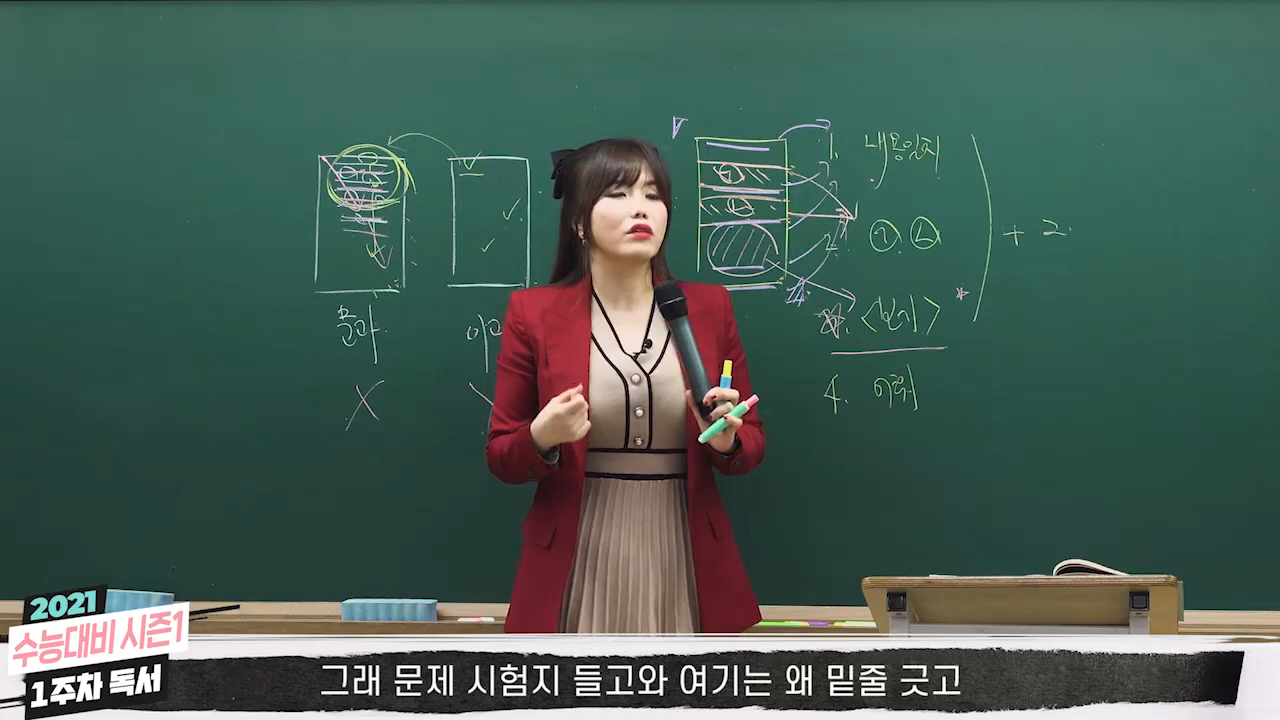 1. 내용일치
① ②
+ 2.
<보기>
4. 어휘
X
2021
수능대비 시즌1
1주차 독서
그래 문제 시험지 들고와 여기는 왜 밑줄 긋고